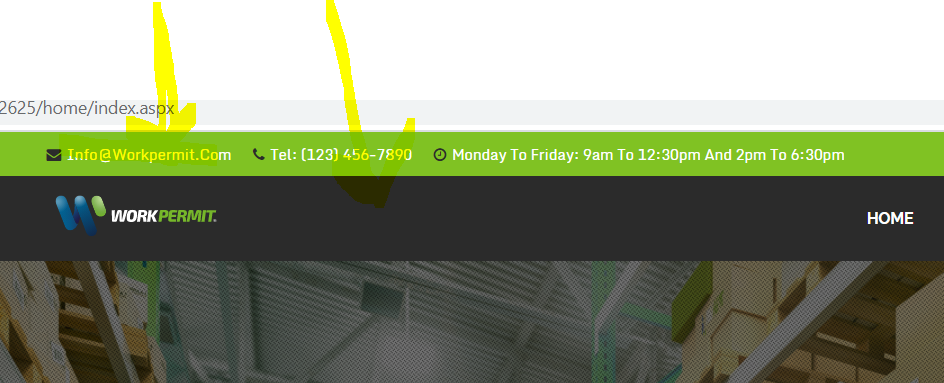 2625/home/index.aspx
Info@Workpermit.Com Tel: (123) 456-7890 Monday To Friday: 9am To 12:30pm And 2pm To 6:30pm
WORKPERMIT. HOME